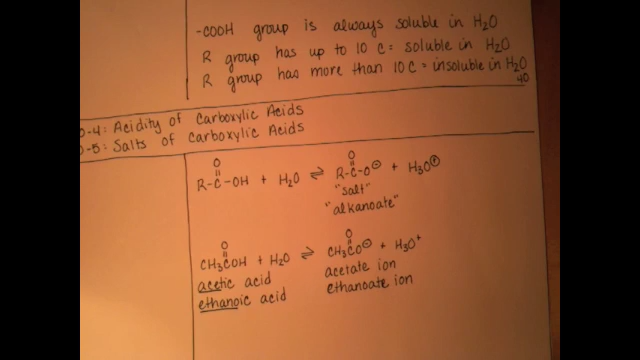 -COOH group is always soluble in H₂O
R group has up to 10 C = soluble in H₂O
R group has more than 10 C = insoluble in H₂O
40
0-4: Acidity of Carboxylic Acids
0-5: Salts of Carboxylic Acids
O O
R-C-OH + H₂O ⇌ R-C-O⊖ + H₃O⊕
"salt"
"alkanoate"
O O
CH₃COH + H₂O ⇌ CH₃CO⊖ + H₃O⁺
acetic acid acetate ion
ethanoic acid ethanoate ion